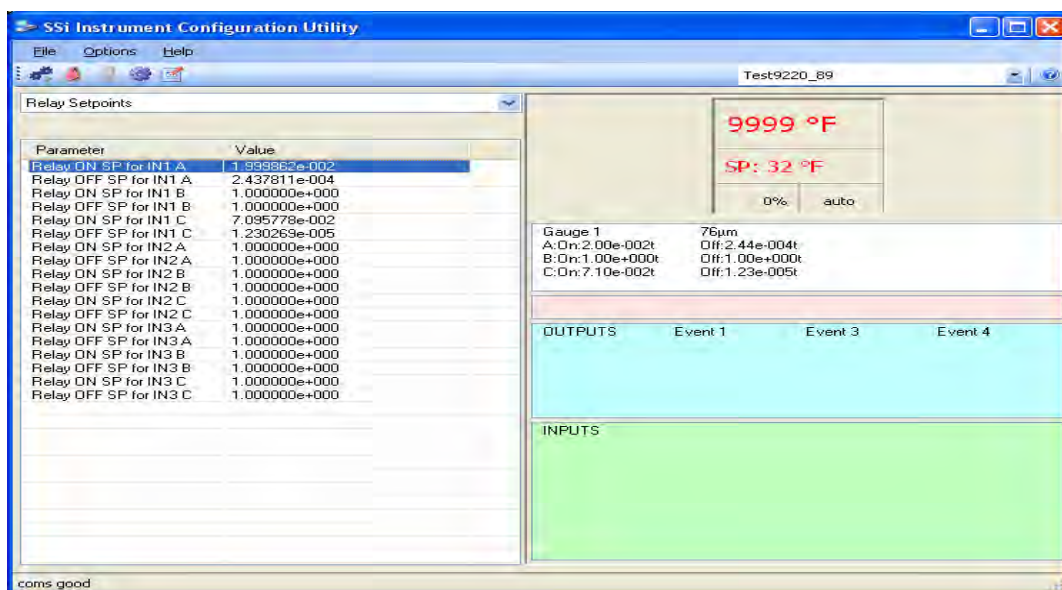 SSi Instrument Configuration Utility
File Options Help
Test9220_89
Relay Setpoints
Parameter Value
Relay ON SP for IN1 A 1.999862e-002
Relay OFF SP for IN1 A 2.437811e-004
Relay ON SP for IN1 B 1.000000e+000
Relay OFF SP for IN1 B 1.000000e+000
Relay ON SP for IN1 C 7.095778e-002
Relay OFF SP for IN1 C 1.230269e-005
Relay ON SP for IN2 A 1.000000e+000
Relay OFF SP for IN2 A 1.000000e+000
Relay ON SP for IN2 B 1.000000e+000
Relay OFF SP for IN2 B 1.000000e+000
Relay ON SP for IN2 C 1.000000e+000
Relay OFF SP for IN2 C 1.000000e+000
Relay ON SP for IN3 A 1.000000e+000
Relay OFF SP for IN3 A 1.000000e+000
Relay ON SP for IN3 B 1.000000e+000
Relay OFF SP for IN3 B 1.000000e+000
Relay ON SP for IN3 C 1.000000e+000
Relay OFF SP for IN3 C 1.000000e+000
9999 °F
SP: 32 °F
0% auto
Gauge 1 76µm
A:On:2.00e-002t Off:2.44e-004t
B:On:1.00e+000t Off:1.00e+000t
C:On:7.10e-002t Off:1.23e-005t
OUTPUTS Event 1 Event 3 Event 4
INPUTS
coms good